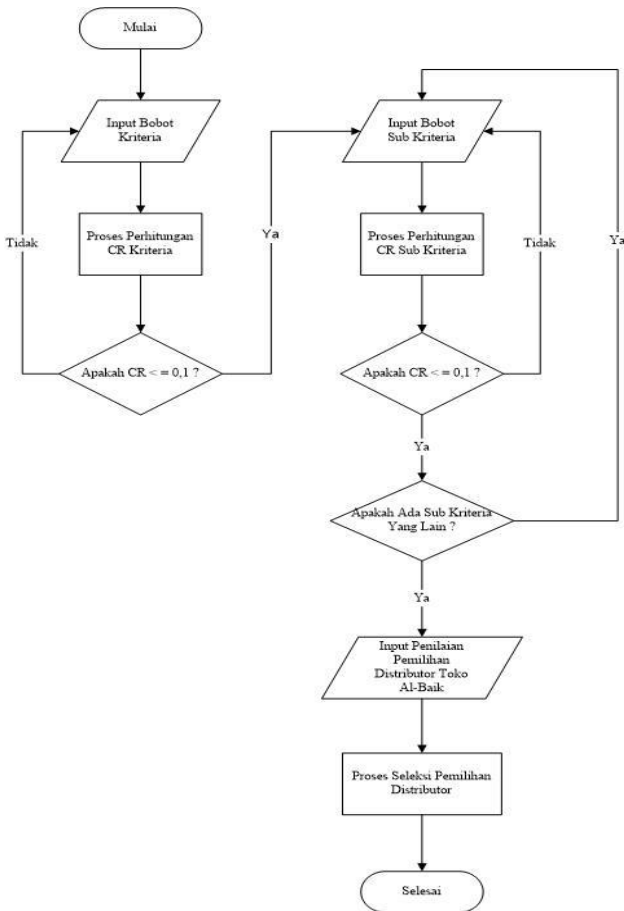 Mulai
Input Bobot
Kriteria
Proses Perhitungan
CR Kriteria
Tidak
Apakah CR < = 0,1 ?
Ya
Input Bobot
Sub Kriteria
Proses Perhitungan
CR Sub Kriteria
Tidak
Ya
Apakah CR < = 0,1 ?
Ya
Apakah Ada Sub Kriteria
Yang Lain ?
Ya
Input Penilaian
Pemilihan
Distributor Toko
Al-Baik
Proses Seleksi Pemilihan
Distributor
Selesai